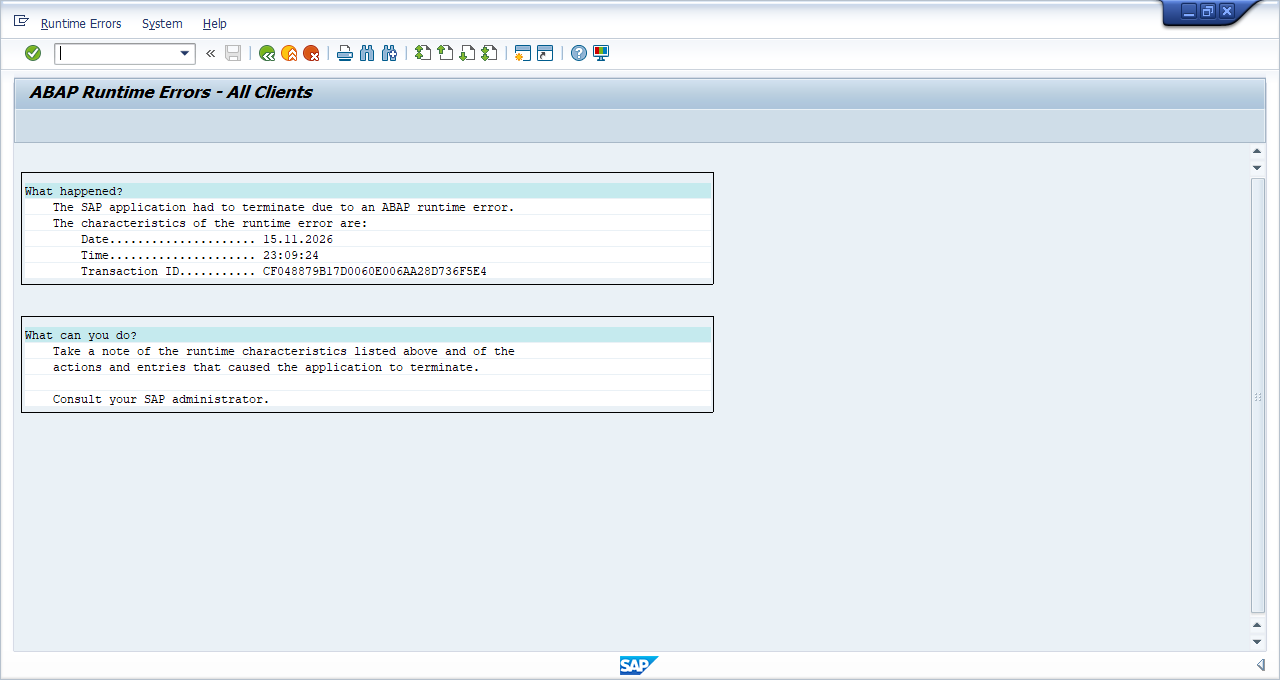 Runtime Errors System Help
ABAP Runtime Errors - All Clients
What happened?
The SAP application had to terminate due to an ABAP runtime error.
The characteristics of the runtime error are:
Date..................... 15.11.2026
Time..................... 23:09:24
Transaction ID........... CF048879B17D0060E006AA28D736F5E4
What can you do?
Take a note of the runtime characteristics listed above and of the
actions and entries that caused the application to terminate.
Consult your SAP administrator.
SAP